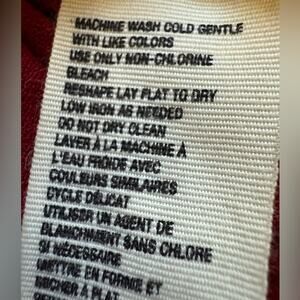 MACHINE WASH COLD GENTLE
WITH LIKE COLORS
USE ONLY NON-CHLORINE
BLEACH
RESHAPE LAY FLAT TO DRY
LOW IRON AS NEEDED
DO NOT DRY CLEAN
LAVER À LA MACHINE À
L'EAU FROIDE AVEC
COULEURS SIMILAIRES
CYCLE DÉLICAT
UTILISER UN AGENT DE
BLANCHIMENT SANS CHLORE
SI NÉCESSAIRE
METTRE EN FORME ET
SÉCHER À PLAT